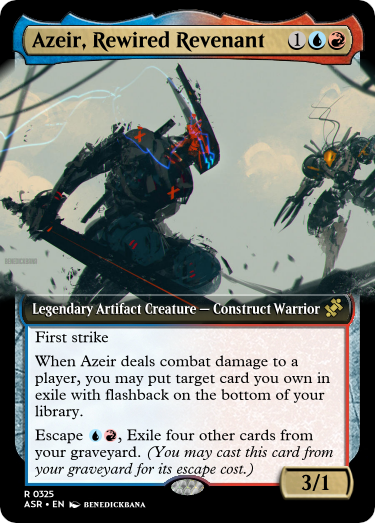 Azeir, Rewired Revenant 1
Legendary Artifact Creature — Construct Warrior
First strike
When Azeir deals combat damage to a
player, you may put target card you own in
exile with flashback on the bottom of your
library.
Escape , Exile four other cards from
your graveyard. (You may cast this card from
your graveyard for its escape cost.)
3/1
R 0325
ASR • EN BENEDICKBANA
BENEDICKBANA